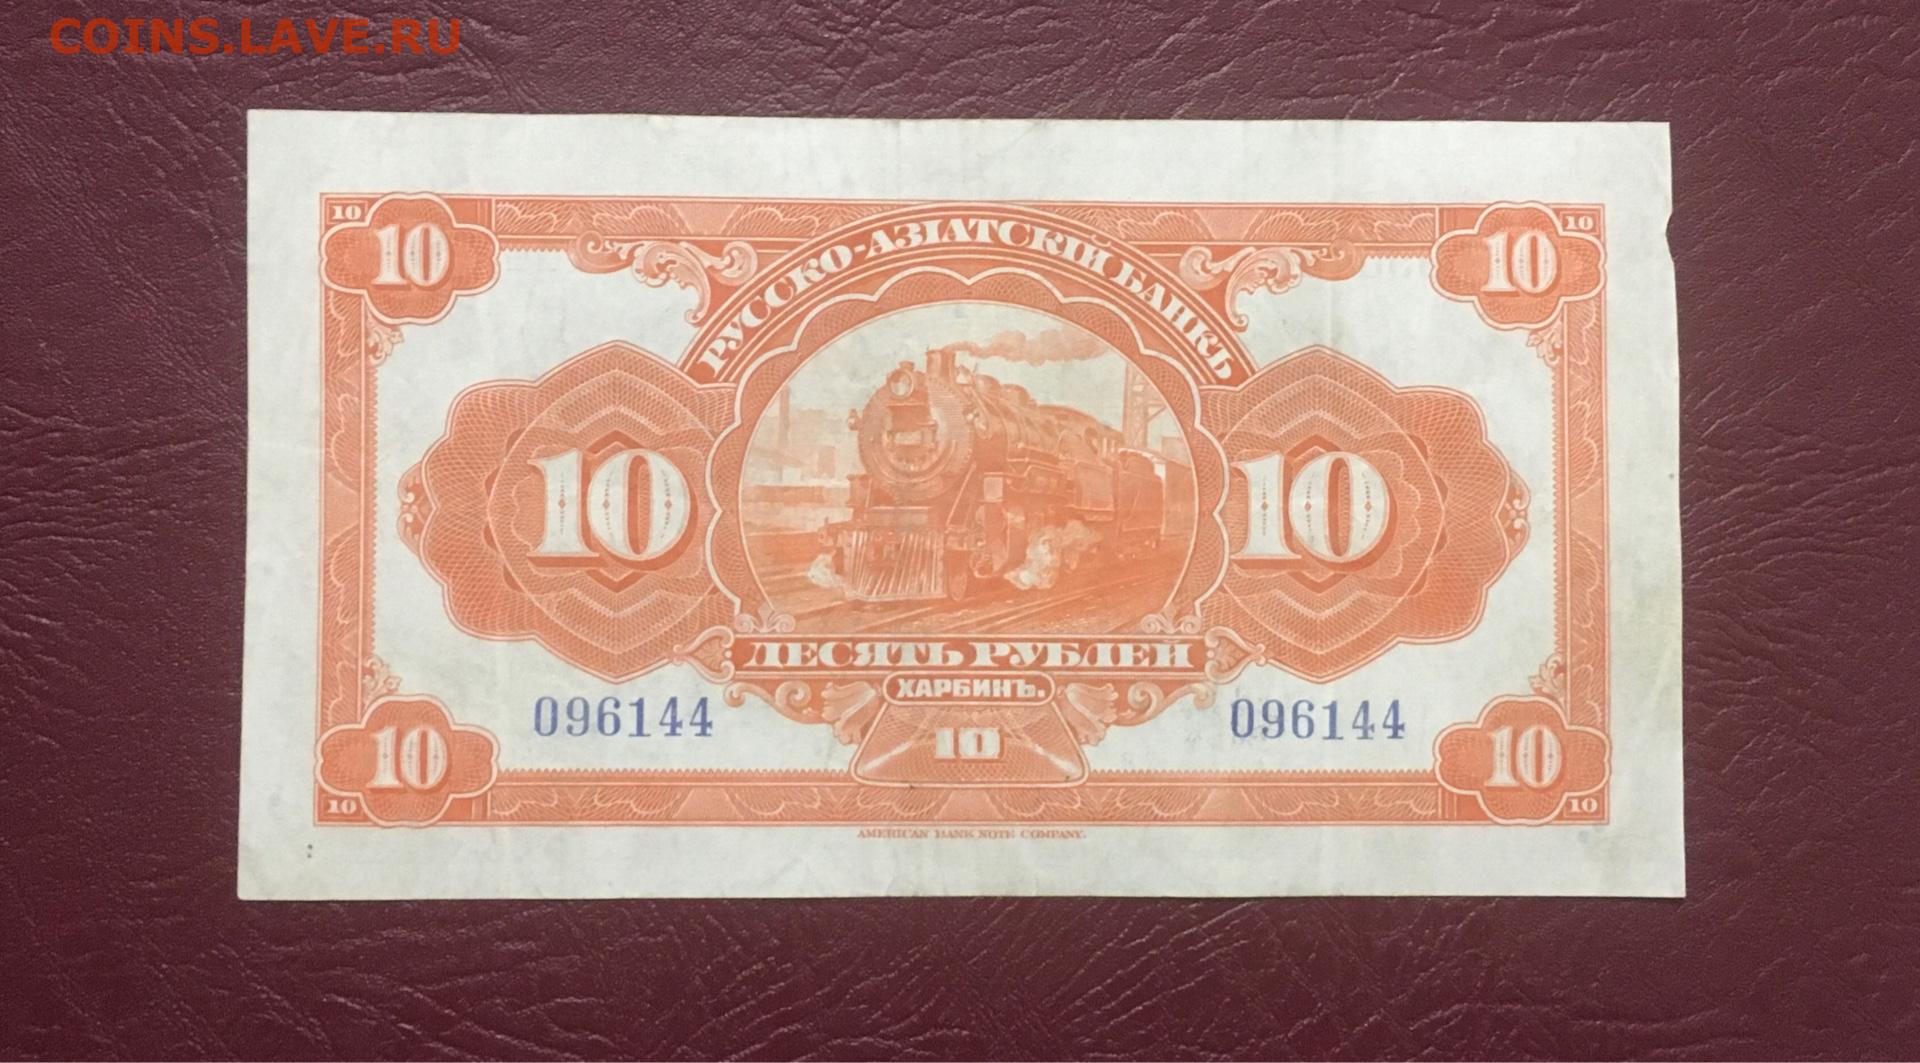 COINS.LAVE.RU
10 10
10 10
РУССКО-АЗІАТСКІЙ БАНКЪ
10 10
ДЕСЯТЬ РУБЛЕЙ
ХАРБИНЪ.
096144 096144
10 10 10
10 10
AMERICAN BANK NOTE COMPANY.